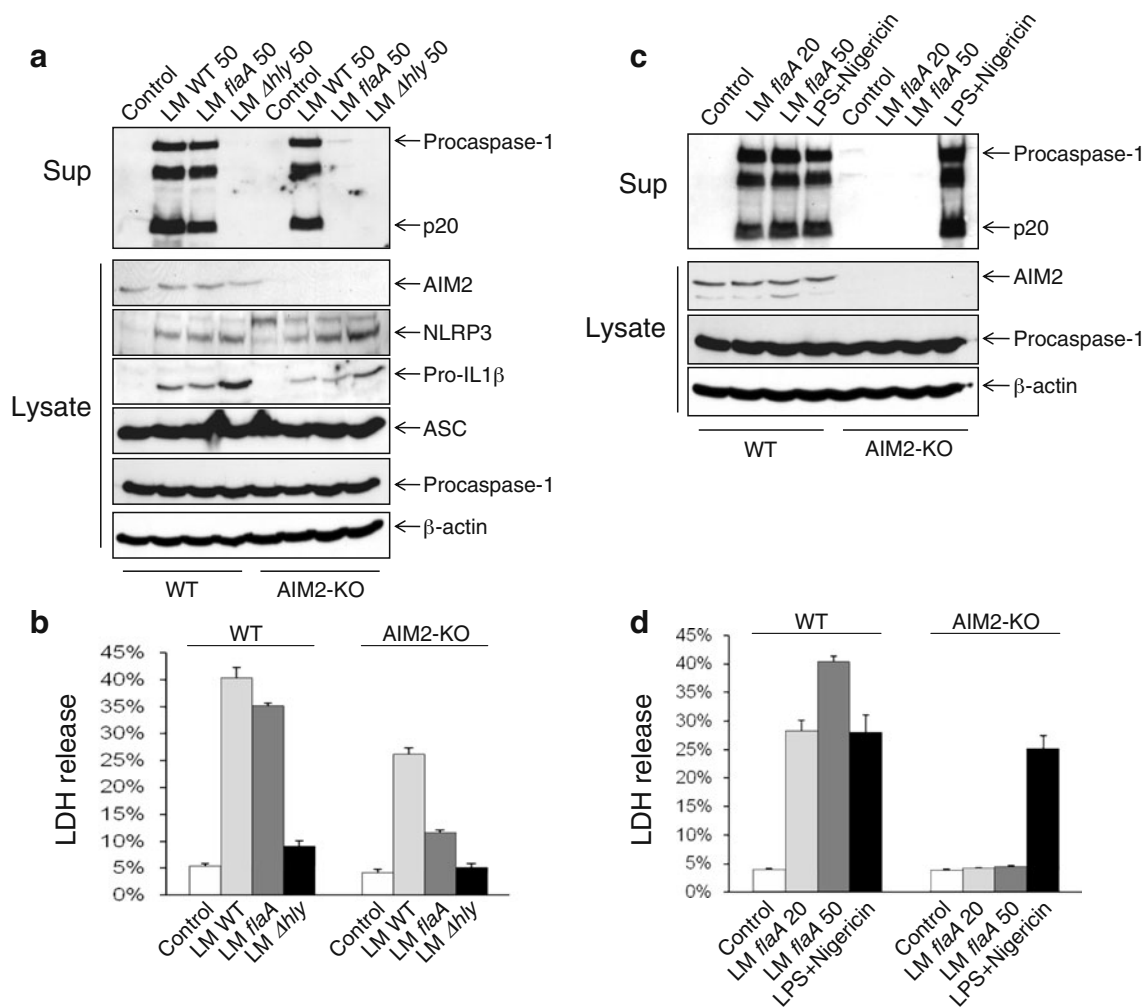 a
Control
LM WT 50
LM flaA 50
LM Δhly 50
Control
LM WT 50
LM flaA 50
LM Δhly 50
Sup
Procaspase-1
p20
Lysate
AIM2
NLRP3
Pro-IL1β
ASC
Procaspase-1
β-actin
WT
AIM2-KO
c
Control
LM flaA 20
LM flaA 50
LPS+Nigericin
Control
LM flaA 20
LM flaA 50
LPS+Nigericin
Sup
Procaspase-1
p20
Lysate
AIM2
Procaspase-1
β-actin
WT
AIM2-KO
b
WT
AIM2-KO
LDH release
45%
40%
35%
30%
25%
20%
15%
10%
5%
0%
Control
LM WT
LM flaA
LM Δhly
Control
LM WT
LM flaA
LM Δhly
d
WT
AIM2-KO
LDH release
45%
40%
35%
30%
25%
20%
15%
10%
5%
0%
Control
LM flaA 20
LM flaA 50
LPS+Nigericin
Control
LM flaA 20
LM flaA 50
LPS+Nigericin